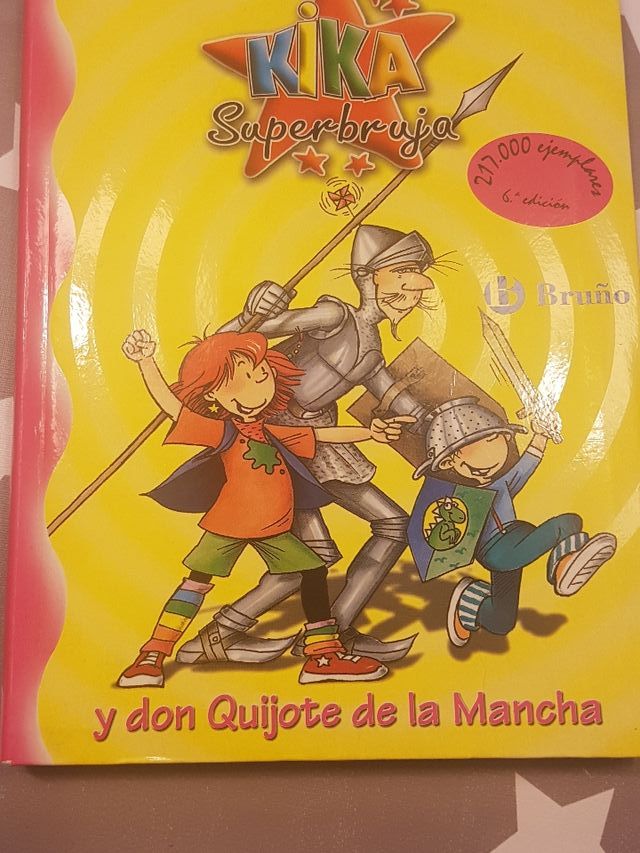 KIKA
Superbruja
217.000 ejemplares
6.ª edición
b Bruño
y don Quijote de la Mancha